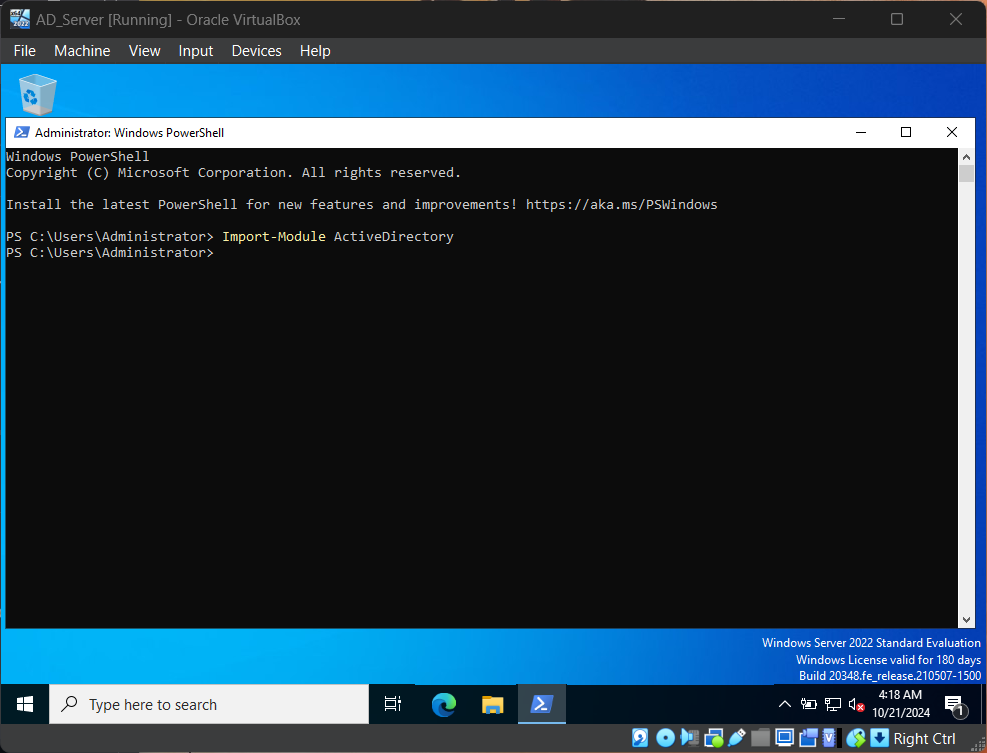 AD_Server [Running] - Oracle VirtualBox
File Machine View Input Devices Help
Administrator: Windows PowerShell
Windows PowerShell
Copyright (C) Microsoft Corporation. All rights reserved.
Install the latest PowerShell for new features and improvements! https://aka.ms/PSWindows
PS C:\Users\Administrator> Import-Module ActiveDirectory
PS C:\Users\Administrator>
Windows Server 2022 Standard Evaluation
Windows License valid for 180 days
Build 20348.fe_release.210507-1500
Type here to search
4:18 AM
10/21/2024
1
Right Ctrl